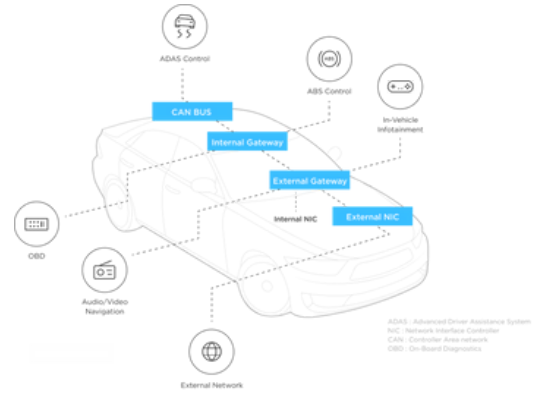 ADAS Control
ABS Control
In-Vehicle
Infotainment
CAN BUS
Internal Gateway
External Gateway
Internal NIC
External NIC
OBD
Audio/Video
Navigation
External Network
ADAS : Advanced Driver Assistance System
NIC : Network Interface Controller
CAN : Controller Area network
OBD : On-Board Diagnostics
ABS